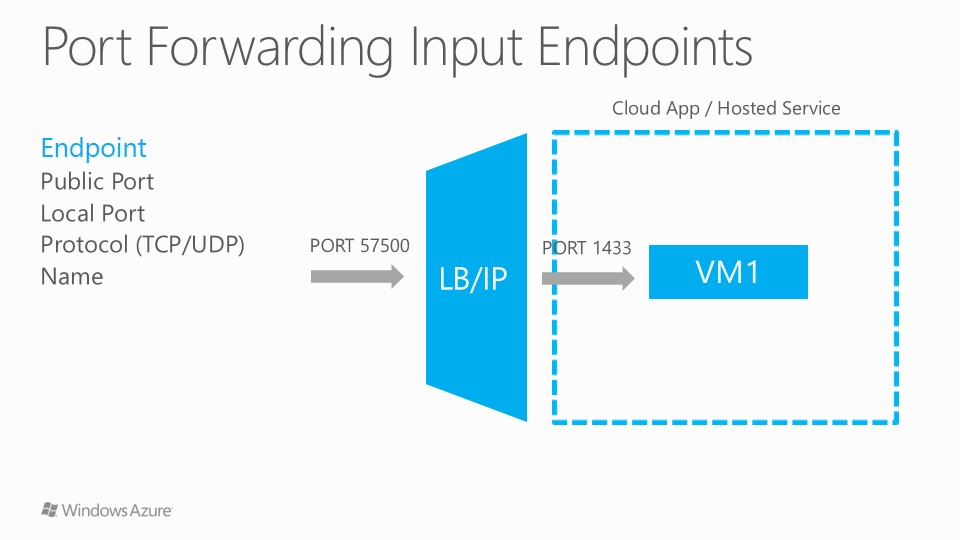 Port Forwarding Input Endpoints
Cloud App / Hosted Service
Endpoint
Public Port
Local Port
Protocol (TCP/UDP)
Name
PORT 57500
LB/IP
PORT 1433
VM1
Windows Azure